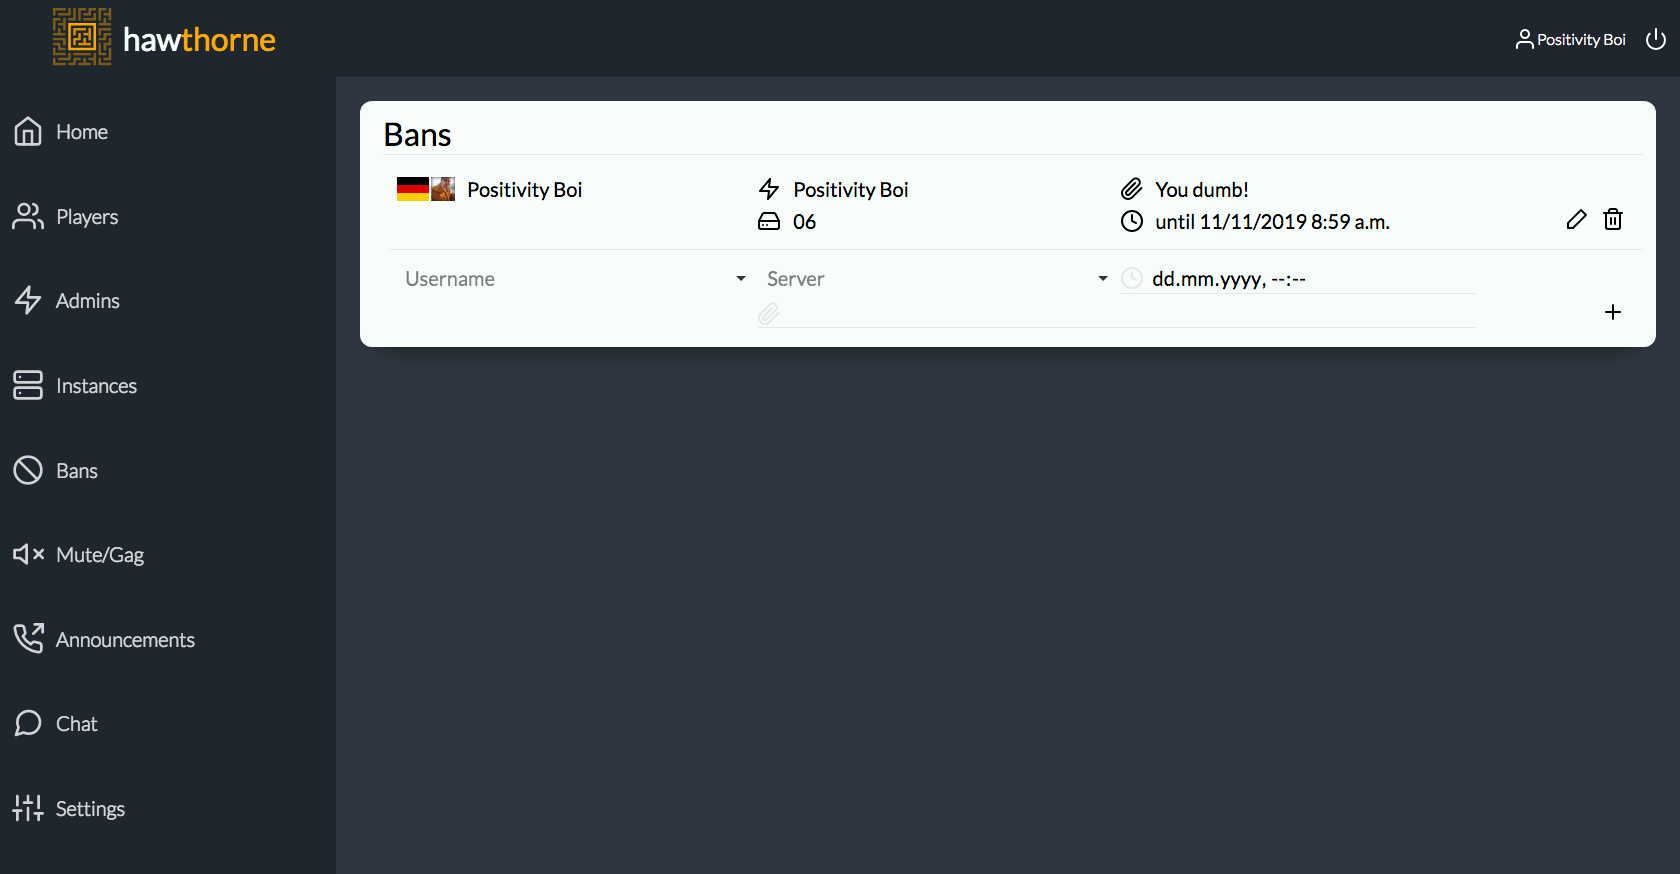 hawthorne
Positivity Boi
Home
Players
Admins
Instances
Bans
Mute/Gag
Announcements
Chat
Settings
Bans
Positivity Boi
Positivity Boi
06
You dumb!
until 11/11/2019 8:59 a.m.
Username
Server
dd.mm.yyyy, --:--